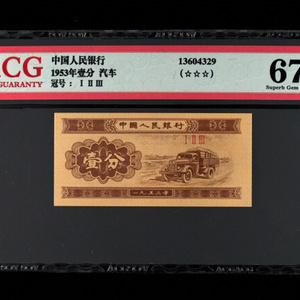 ACG
GUARANTY
中国人民银行
1953年壹分 汽车
冠号： Ⅰ Ⅱ Ⅲ
13604329
(☆☆☆)
67
Superb Gem
中国人民银行
Ⅰ Ⅱ Ⅲ
壹分
一九五三年